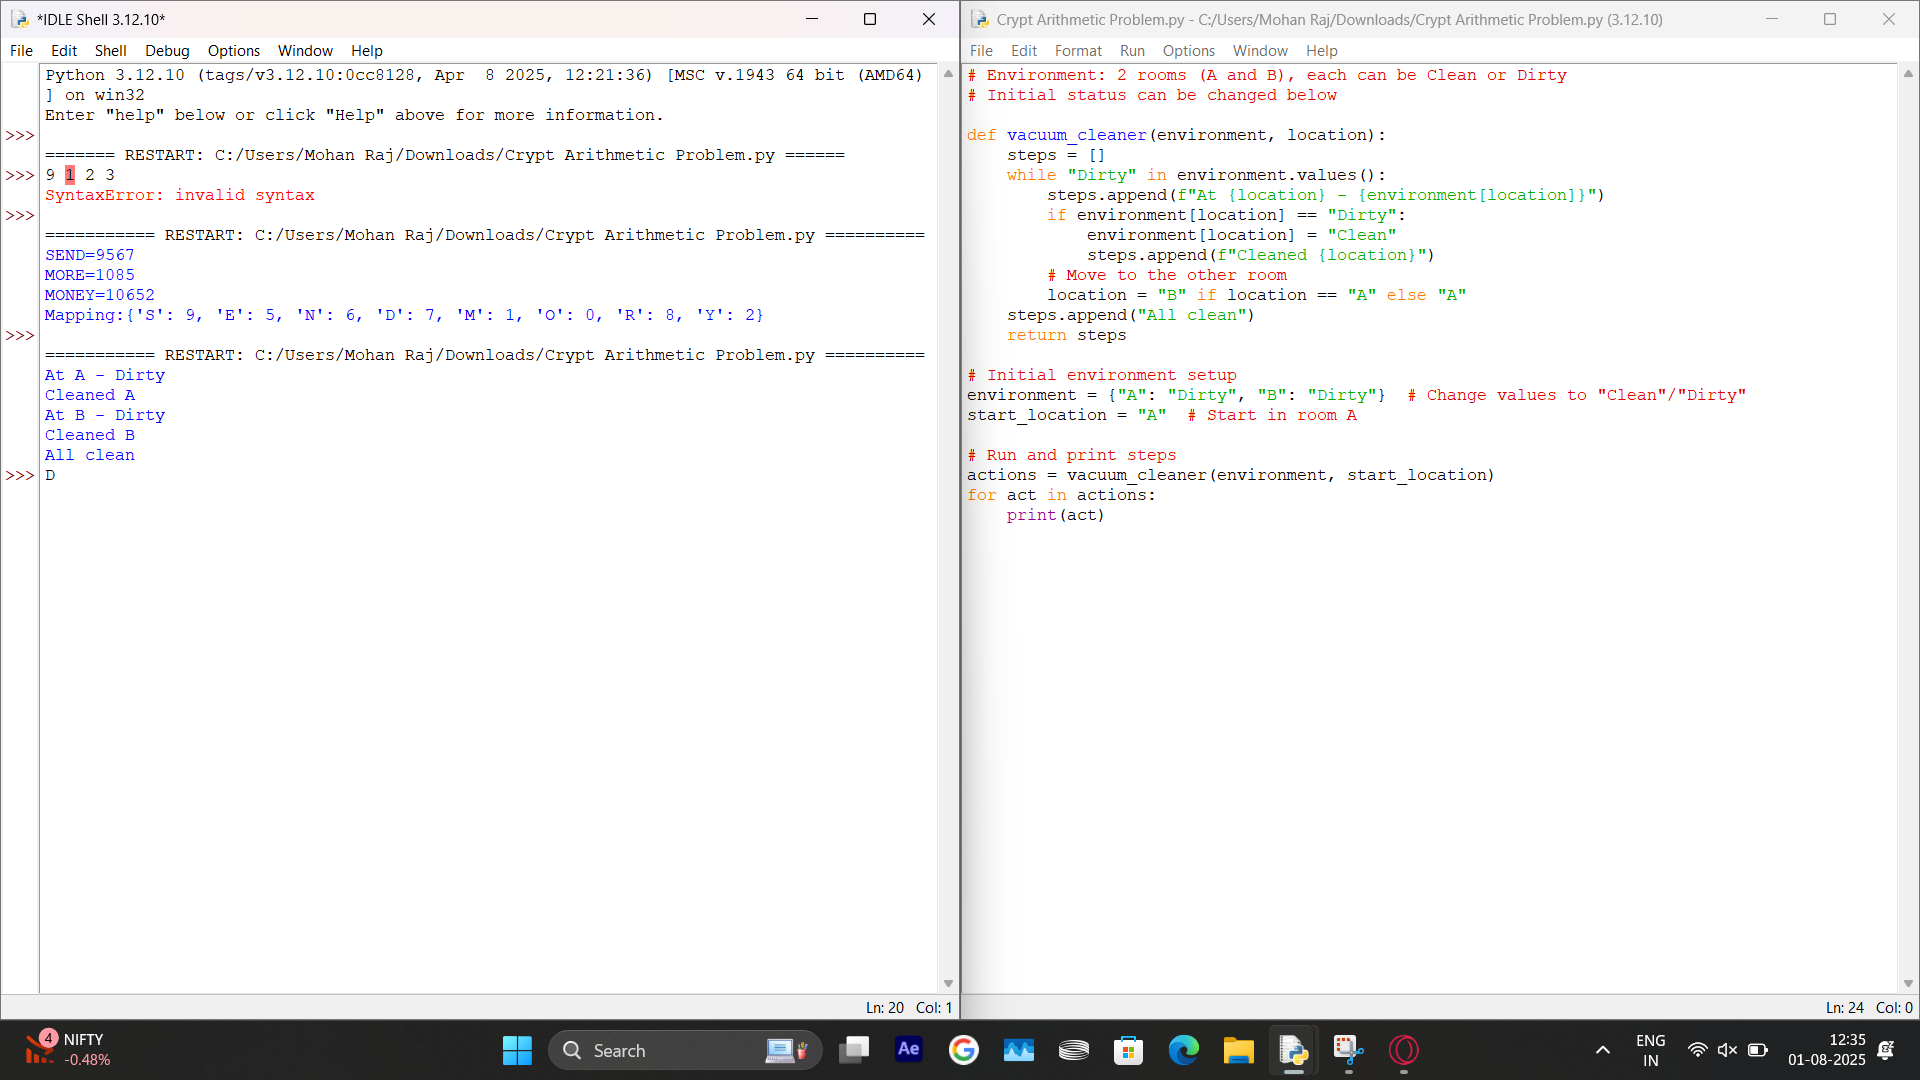 *IDLE Shell 3.12.10*
File Edit Shell Debug Options Window Help
Python 3.12.10 (tags/v3.12.10:0cc8128, Apr  8 2025, 12:21:36) [MSC v.1943 64 bit (AMD64)
] on win32
Enter "help" below or click "Help" above for more information.
>>>
======= RESTART: C:/Users/Mohan Raj/Downloads/Crypt Arithmetic Problem.py ======
>>> 9 1 2 3
SyntaxError: invalid syntax
>>>
=========== RESTART: C:/Users/Mohan Raj/Downloads/Crypt Arithmetic Problem.py ==========
SEND=9567
MORE=1085
MONEY=10652
Mapping:{'S': 9, 'E': 5, 'N': 6, 'D': 7, 'M': 1, 'O': 0, 'R': 8, 'Y': 2}
>>>
=========== RESTART: C:/Users/Mohan Raj/Downloads/Crypt Arithmetic Problem.py ==========
At A - Dirty
Cleaned A
At B - Dirty
Cleaned B
All clean
>>> D
Ln: 20 Col: 1
Crypt Arithmetic Problem.py - C:/Users/Mohan Raj/Downloads/Crypt Arithmetic Problem.py (3.12.10)
File Edit Format Run Options Window Help
# Environment: 2 rooms (A and B), each can be Clean or Dirty
# Initial status can be changed below

def vacuum_cleaner(environment, location):
    steps = []
    while "Dirty" in environment.values():
        steps.append(f"At {location} - {environment[location]}")
        if environment[location] == "Dirty":
            environment[location] = "Clean"
            steps.append(f"Cleaned {location}")
        # Move to the other room
        location = "B" if location == "A" else "A"
    steps.append("All clean")
    return steps

# Initial environment setup
environment = {"A": "Dirty", "B": "Dirty"}  # Change values to "Clean"/"Dirty"
start_location = "A"  # Start in room A

# Run and print steps
actions = vacuum_cleaner(environment, start_location)
for act in actions:
    print(act)
Ln: 24 Col: 0
4
NIFTY
-0.48%
Search
Ae
ENG
IN
12:35
01-08-2025